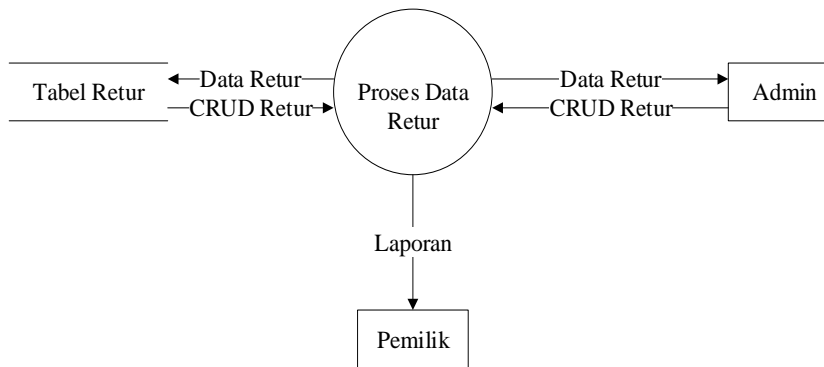 Tabel Retur
Data Retur
CRUD Retur
Proses Data
Retur
Data Retur
CRUD Retur
Admin
Laporan
Pemilik